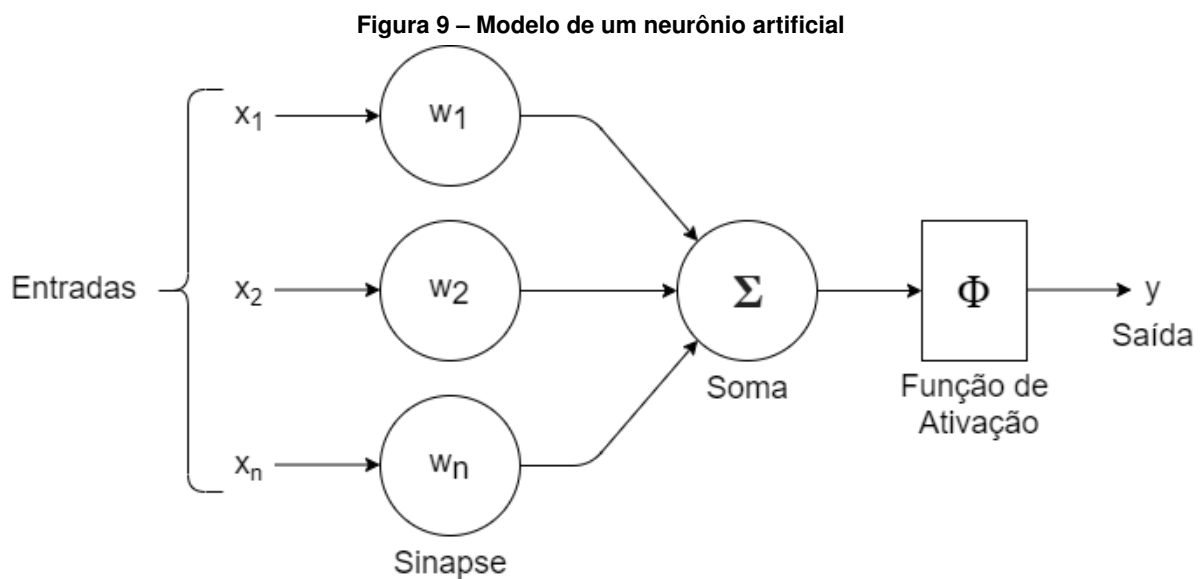 Figura 9 – Modelo de um neurônio artificial
x1
w1
Entradas
x2
w2
Σ
Φ
y
Saída
Soma
Função de
Ativação
xn
wn
Sinapse